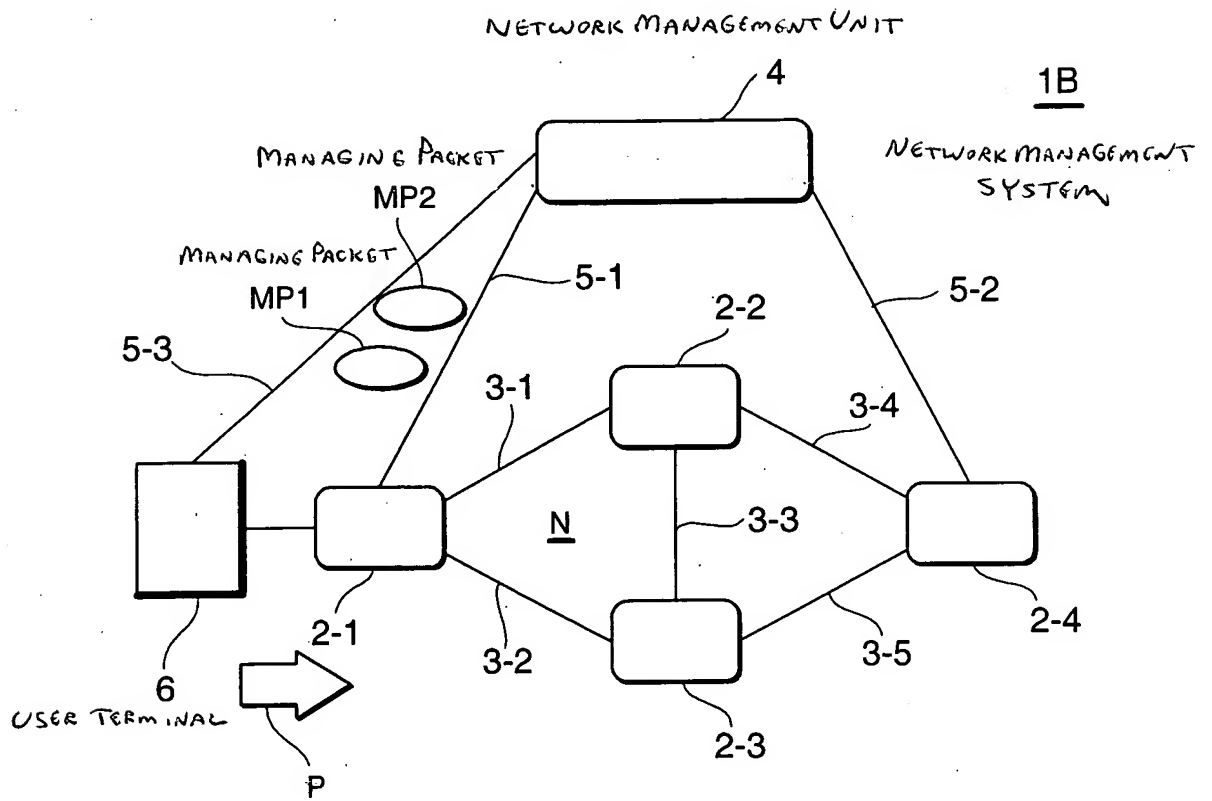 NETWORK MANAGEMENT UNIT
4
1B
NETWORK MANAGEMENT
SYSTEM
MANAGING PACKET
MP2
MANAGING PACKET
MP1
5-1
5-2
5-3
2-2
3-1
3-4
N
3-3
2-1
3-2
2-4
3-5
6
USER TERMINAL
2-3
P